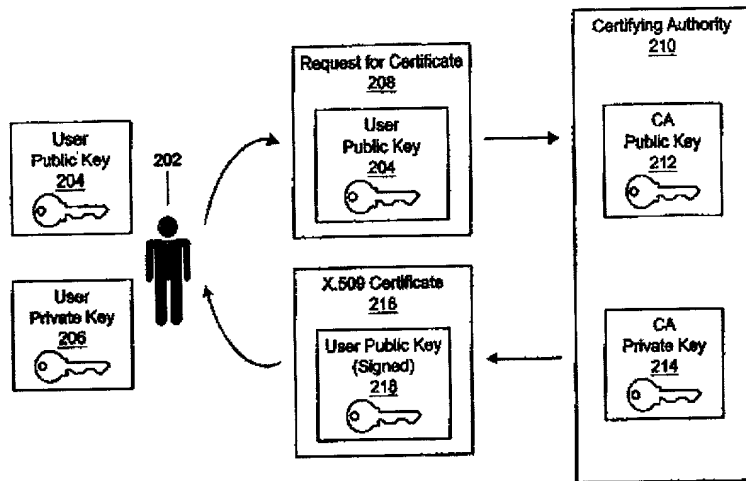 User
Public Key
204
202
User
Private Key
206
Request for Certificate
208
User
Public Key
204
X.509 Certificate
216
User Public Key
(Signed)
218
Certifying Authority
210
CA
Public Key
212
CA
Private Key
214